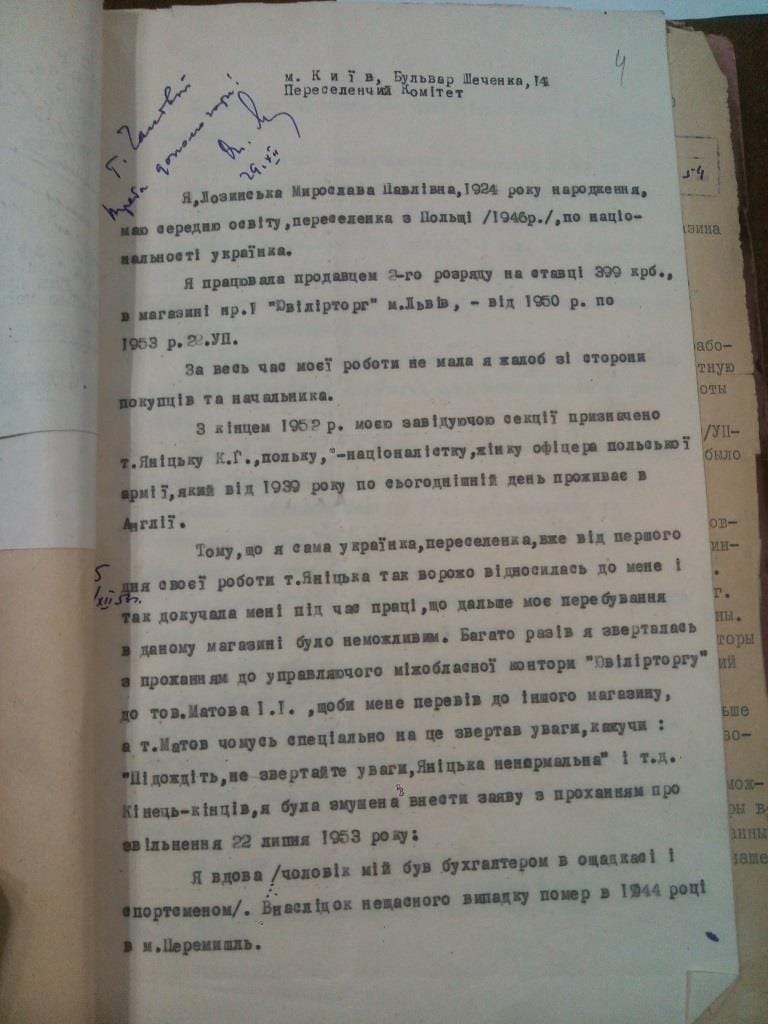 4
м. Київ, Бульвар Шеченка,14
Переселенчий Комітет
29.XII
Я,Лозинська Мирослава Павлівна,1924 року народження,
маю середню освіту,переселенка з Польщі /1946р./,по націо-
нальності українка.
Я працювала продавцем 2-го розряду на ставці 399 крб.,
в магазині нр.I "Ювілірторг" м.Львів, - від 1950 р. по
1953 р.22.УП.
За весь час моєї роботи не мала я жалоб зі сторони
покупців та начальника.
З кінцем 1952 р. моєю завідуючою секції призначено
т.Яніцьку К.Г.,польку,-націоналістку,жінку офіцера польської
армії,який від 1939 року по сьогоднішній день проживає в
Англії.
Тому,що я сама українка,переселенка,вже від першого
дня своєї роботи т.Яніцька так ворожо відносилась до мене і
так докучала мені під час праці,що дальше моє перебування
в даному магазині було неможливим. Багато разів я зверталась
з проханням до управляючого міжобласної контори "Ювілірторгу"
до тов.Матова І.І. ,щоби мене перевів до іншого магазину,
а т.Матов чомусь спеціально на це звертав уваги,кажучи :
"Підождіть,не звертайте уваги,Яніцька ненармальна" і т.д.
Кінець-кінців,я була змушена внести заяву з проханням про
звільнення 22 липня 1953 року;
Я вдова /чоловік мій був бухгалтером в ощадкасі і
спортсменом/. Внаслідок нещасного випадку помер в 1944 році
в м.Перемишль.